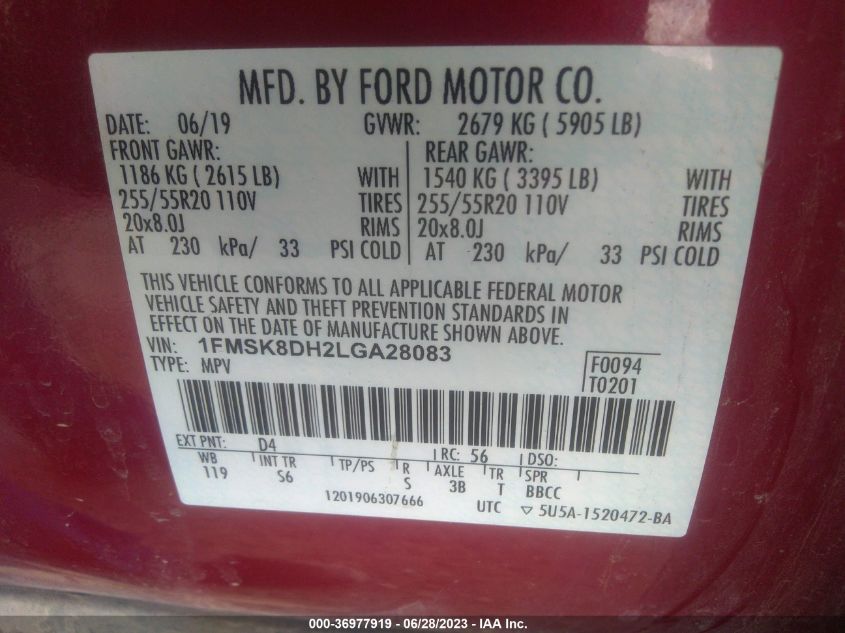 MFD. BY FORD MOTOR CO.
DATE: 06/19 GVWR: 2679 KG ( 5905 LB)
FRONT GAWR: REAR GAWR:
1186 KG ( 2615 LB) WITH 1540 KG ( 3395 LB) WITH
255/55R20 110V TIRES 255/55R20 110V TIRES
20x8.0J RIMS 20x8.0J RIMS
AT 230 kPa/ 33 PSI COLD AT 230 kPa/ 33 PSI COLD
THIS VEHICLE CONFORMS TO ALL APPLICABLE FEDERAL MOTOR
VEHICLE SAFETY AND THEFT PREVENTION STANDARDS IN
EFFECT ON THE DATE OF MANUFACTURE SHOWN ABOVE.
VIN: 1FMSK8DH2LGA28083
TYPE: MPV F0094
T0201
EXT PNT: D4 RC: 56 DSO:
WB INT TR TP/PS R AXLE TR SPR
119 S6 S 3B T BBCC
1201906307666 UTC ▽ 5U5A-1520472-BA
000-36977919 - 06/28/2023 - © IAA, Inc.